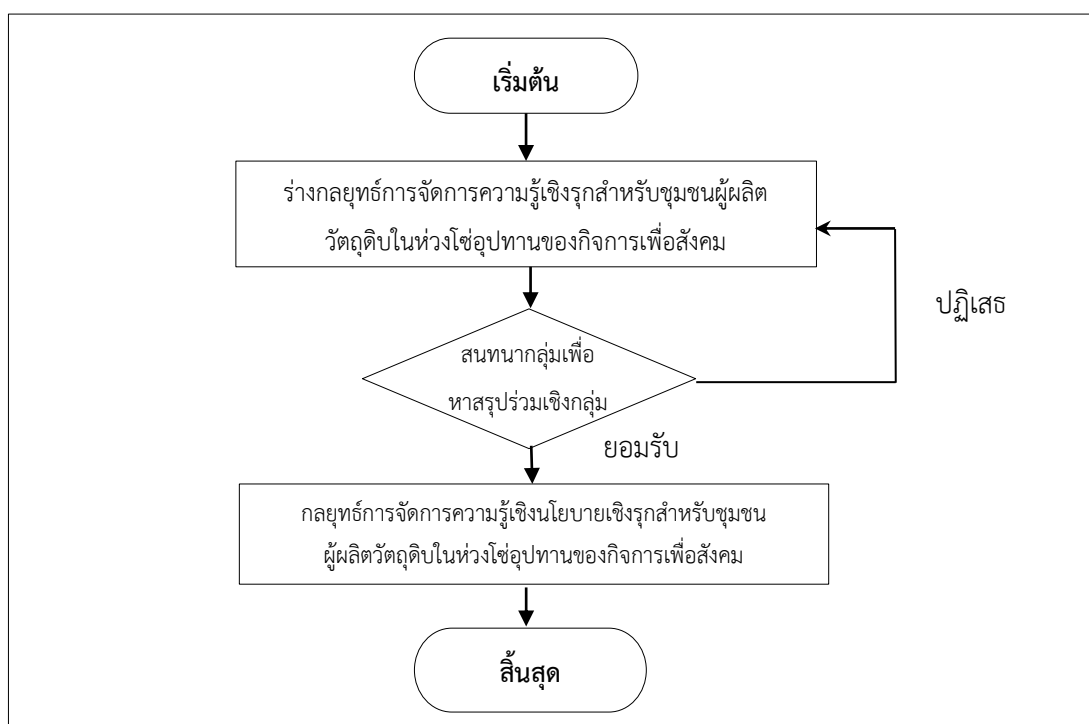 เริ่มต้น
ร่างกลยุทธ์การจัดการความรู้เชิงรุกสำหรับชุมชนผู้ผลิต
วัตถุดิบในห่วงโซ่อุปทานของกิจการเพื่อสังคม
ปฏิเสธ
สนทนากลุ่มเพื่อ
หาสรุปร่วมเชิงกลุ่ม
ยอมรับ
กลยุทธ์การจัดการความรู้เชิงนโยบายเชิงรุกสำหรับชุมชน
ผู้ผลิตวัตถุดิบในห่วงโซ่อุปทานของกิจการเพื่อสังคม
สิ้นสุด